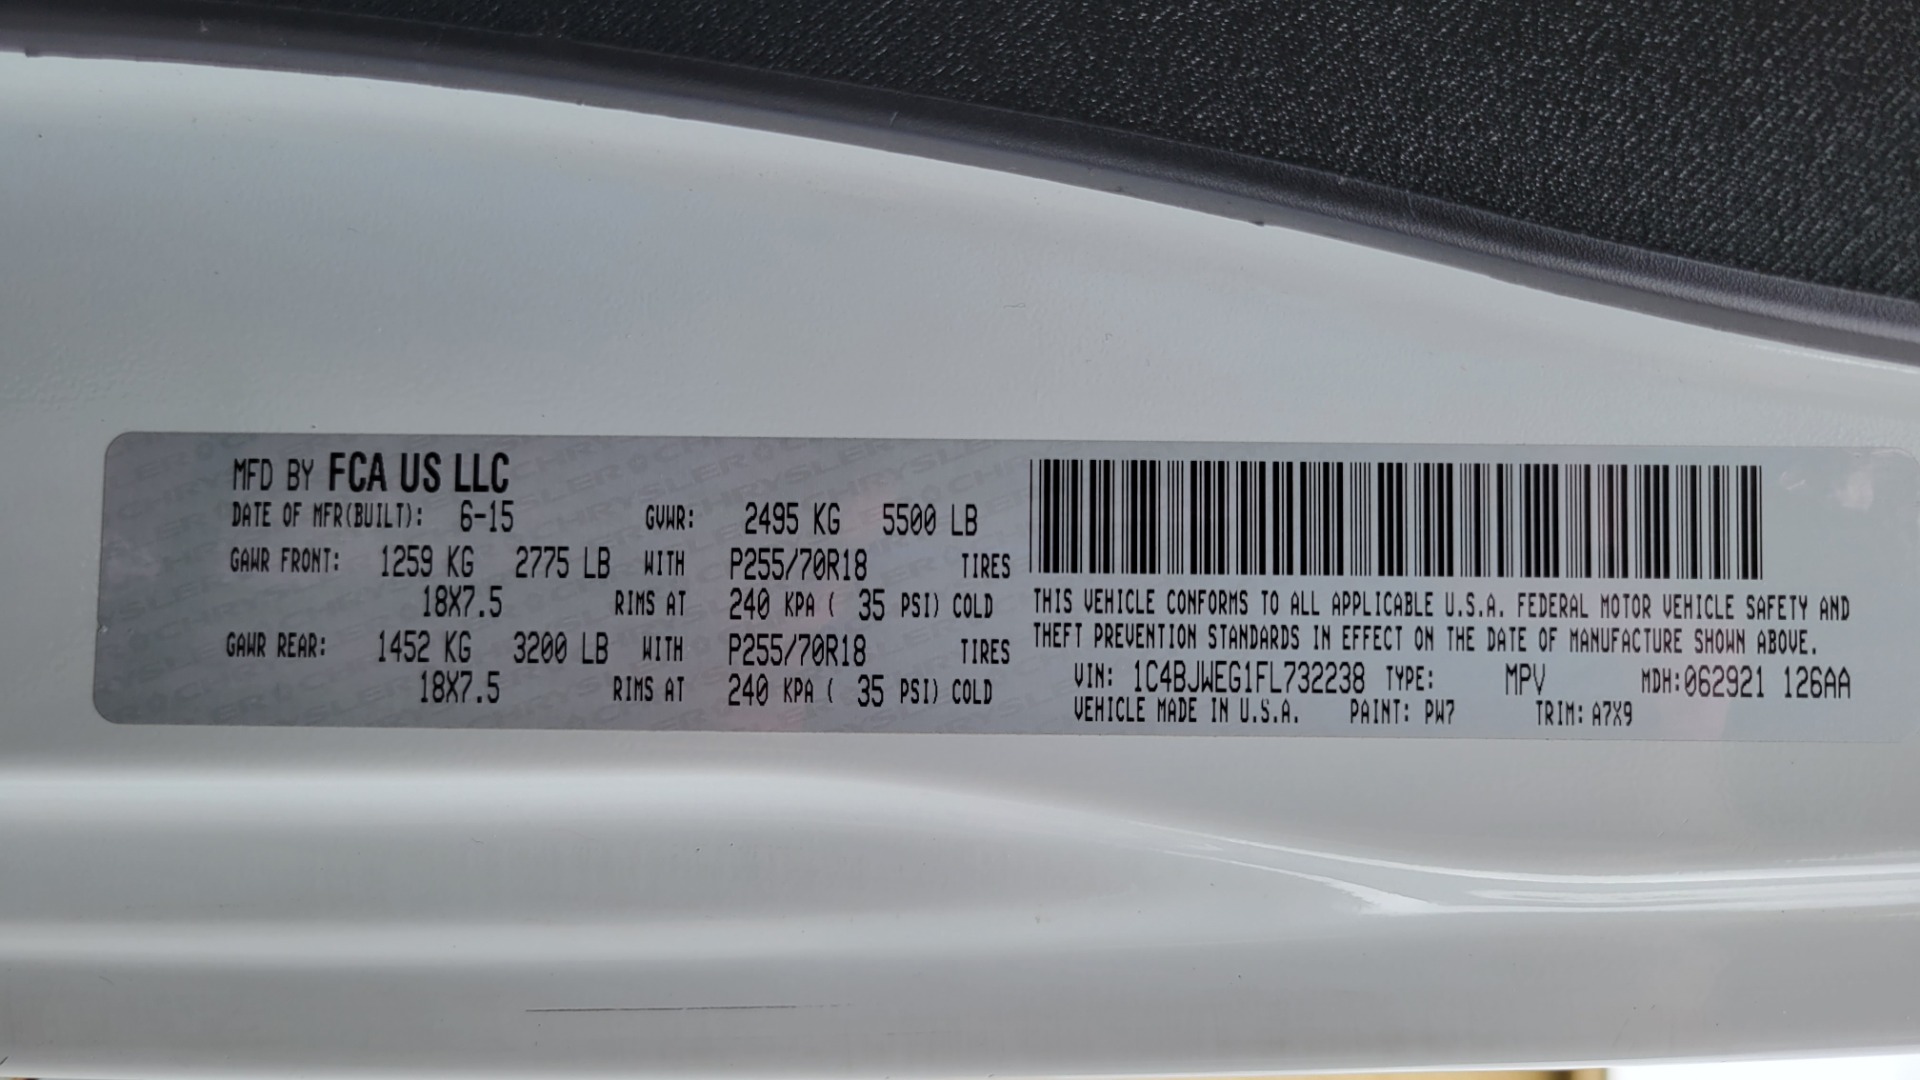 MFD BY FCA US LLC
DATE OF MFR(BUILT): 6-15 GVWR: 2495 KG 5500 LB
GAWR FRONT: 1259 KG 2775 LB WITH P255/70R18 TIRES
18X7.5 RIMS AT 240 KPA ( 35 PSI) COLD
GAWR REAR: 1452 KG 3200 LB WITH P255/70R18 TIRES
18X7.5 RIMS AT 240 KPA ( 35 PSI) COLD
THIS VEHICLE CONFORMS TO ALL APPLICABLE U.S.A. FEDERAL MOTOR VEHICLE SAFETY AND
THEFT PREVENTION STANDARDS IN EFFECT ON THE DATE OF MANUFACTURE SHOWN ABOVE.
VIN: 1C4BJWEG1FL732238 TYPE: MPV MDH:062921 126AA
VEHICLE MADE IN U.S.A. PAINT: PW7 TRIM: A7X9